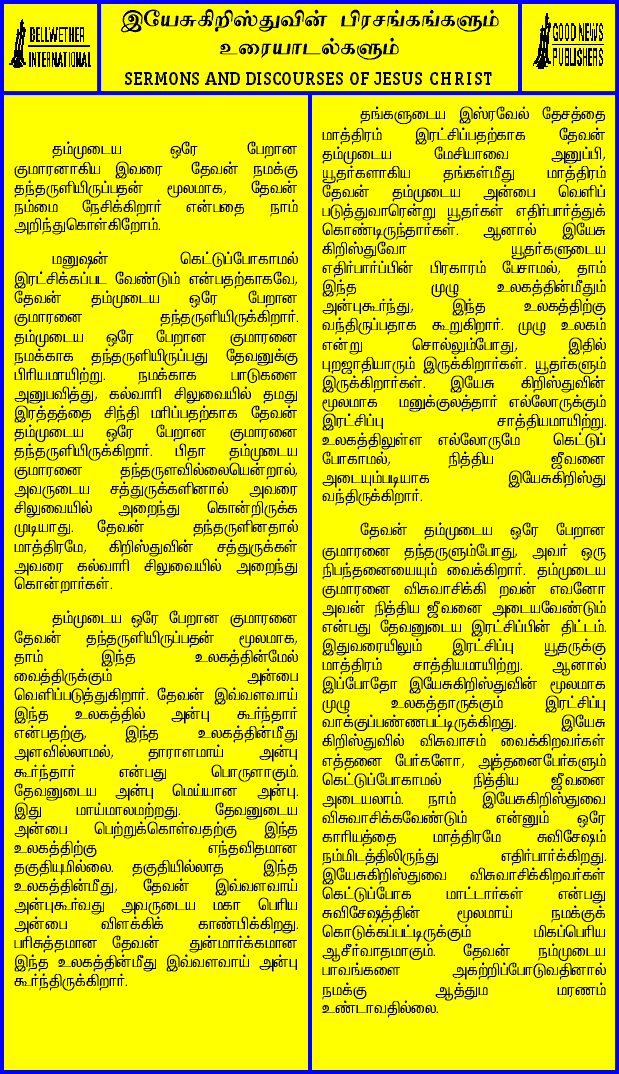 BELLWETHER
INTERNATIONAL
இயேசுகிறிஸ்துவின் பிரசங்கங்களும்
உரையாடல்களும்
SERMONS AND DISCOURSES OF JESUS CHRIST
GOOD NEWS
PUBLISHERS
தம்முடைய ஒரே பேறான
குமாரனாகிய இவரை தேவன் நமக்கு
தந்தருளியிருப்பதன் மூலமாக, தேவன்
நம்மை நேசிக்கிறார் என்பதை நாம்
அறிந்துகொள்கிறோம்.
மனுஷன் கெட்டுப்போகாமல்
இரட்சிக்கப்பட வேண்டும் என்பதற்காகவே,
தேவன் தம்முடைய ஒரே பேறான
குமாரனை தந்தருளியிருக்கிறார்.
தம்முடைய ஒரே பேறான குமாரனை
நமக்காக தந்தருளியிருப்பது தேவனுக்கு
பிரியமாயிற்று. நமக்காக பாடுகளை
அனுபவித்து, கல்வாரி சிலுவையில் தமது
இரத்தத்தை சிந்தி மரிப்பதற்காக தேவன்
தம்முடைய ஒரே பேறான குமாரனை
தந்தருளியிருக்கிறார். பிதா தம்முடைய
குமாரனை தந்தருளவில்லையென்றால்,
அவருடைய சத்துருக்களினால் அவரை
சிலுவையில் அறைந்து கொன்றிருக்க
முடியாது. தேவன் தந்தருளினதால்
மாத்திரமே, கிறிஸ்துவின் சத்துருக்கள்
அவரை கல்வாரி சிலுவையில் அறைந்து
கொன்றார்கள்.
தம்முடைய ஒரே பேறான குமாரனை
தேவன் தந்தருளியிருப்பதன் மூலமாக,
தாம் இந்த உலகத்தின்மேல்
வைத்திருக்கும் அன்பை
வெளிப்படுத்துகிறார். தேவன் இவ்வளவாய்
இந்த உலகத்தில் அன்பு கூர்ந்தார்
என்பதற்கு, இந்த உலகத்தின்மீது
அளவில்லாமல், தாராளமாய் அன்பு
கூர்ந்தார் என்பது பொருளாகும்.
தேவனுடைய அன்பு மெய்யான அன்பு.
இது மாய்மாலமற்றது. தேவனுடைய
அன்பை பெற்றுக்கொள்வதற்கு இந்த
உலகத்திற்கு எந்தவிதமான
தகுதியுமில்லை. தகுதியில்லாத இந்த
உலகத்தின்மீது, தேவன் இவ்வளவாய்
அன்புகூர்வது அவருடைய மகா பெரிய
அன்பை விளக்கிக் காண்பிக்கிறது.
பரிசுத்தமான தேவன் துன்மார்க்கமான
இந்த உலகத்தின்மீது இவ்வளவாய் அன்பு
கூர்ந்திருக்கிறார்.
தங்களுடைய இஸ்ரவேல் தேசத்தை
மாத்திரம் இரட்சிப்பதற்காக தேவன்
தம்முடைய மேசியாவை அனுப்பி,
யூதர்களாகிய தங்கள்மீது மாத்திரம்
தேவன் தம்முடைய அன்பை வெளிப்
படுத்துவாரென்று யூதர்கள் எதிர்பார்த்துக்
கொண்டிருந்தார்கள். ஆனால் இயேசு
கிறிஸ்துவோ யூதர்களுடைய
எதிர்பார்ப்பின் பிரகாரம் பேசாமல், தாம்
இந்த முழு உலகத்தின்மீதும்
அன்புகூர்ந்து, இந்த உலகத்திற்கு
வந்திருப்பதாக கூறுகிறார். முழு உலகம்
என்று சொல்லும்போது, இதில்
புறஜாதியாரும் இருக்கிறார்கள். யூதர்களும்
இருக்கிறார்கள். இயேசு கிறிஸ்துவின்
மூலமாக மனுக்குலத்தார் எல்லோருக்கும்
இரட்சிப்பு சாத்தியமாயிற்று.
உலகத்திலுள்ள எல்லோருமே கெட்டுப்
போகாமல், நித்திய ஜீவனை
அடையும்படியாக இயேசுகிறிஸ்து
வந்திருக்கிறார்.
தேவன் தம்முடைய ஒரே பேறான
குமாரனை தந்தருளும்போது, அவர் ஒரு
நிபந்தனையையும் வைக்கிறார். தம்முடைய
குமாரனை விசுவாசிக்கி றவன் எவனோ
அவன் நித்திய ஜீவனை அடையவேண்டும்
என்பது தேவனுடைய இரட்சிப்பின் திட்டம்.
இதுவரையிலும் இரட்சிப்பு யூதருக்கு
மாத்திரம் சாத்தியமாயிற்று. ஆனால்
இப்போதோ இயேசுகிறிஸ்துவின் மூலமாக
முழு உலகத்தாருக்கும் இரட்சிப்பு
வாக்குப்பண்ணபட்டிருக்கிறது. இயேசு
கிறிஸ்துவில் விசுவாசம் வைக்கிறவர்கள்
எத்தனை பேர்களோ, அத்தனைபேர்களும்
கெட்டுப்போகாமல் நித்திய ஜீவனை
அடையலாம். நாம் இயேசுகிறிஸ்துவை
விசுவாசிக்கவேண்டும் என்னும் ஒரே
காரியத்தை மாத்திரமே சுவிசேஷம்
நம்மிடத்திலிருந்து எதிர்பார்க்கிறது.
இயேசுகிறிஸ்துவை விசுவாசிக்கிறவர்கள்
கெட்டுப்போக மாட்டார்கள் என்பது
சுவிசேஷத்தின் மூலமாய் நமக்குக்
கொடுக்கப்பட்டிருக்கும் மிகப்பெரிய
ஆசீர்வாதமாகும். தேவன் நம்முடைய
பாவங்களை அகற்றிப்போடுவதினால்
நமக்கு ஆத்தும மரணம்
உண்டாவதில்லை.